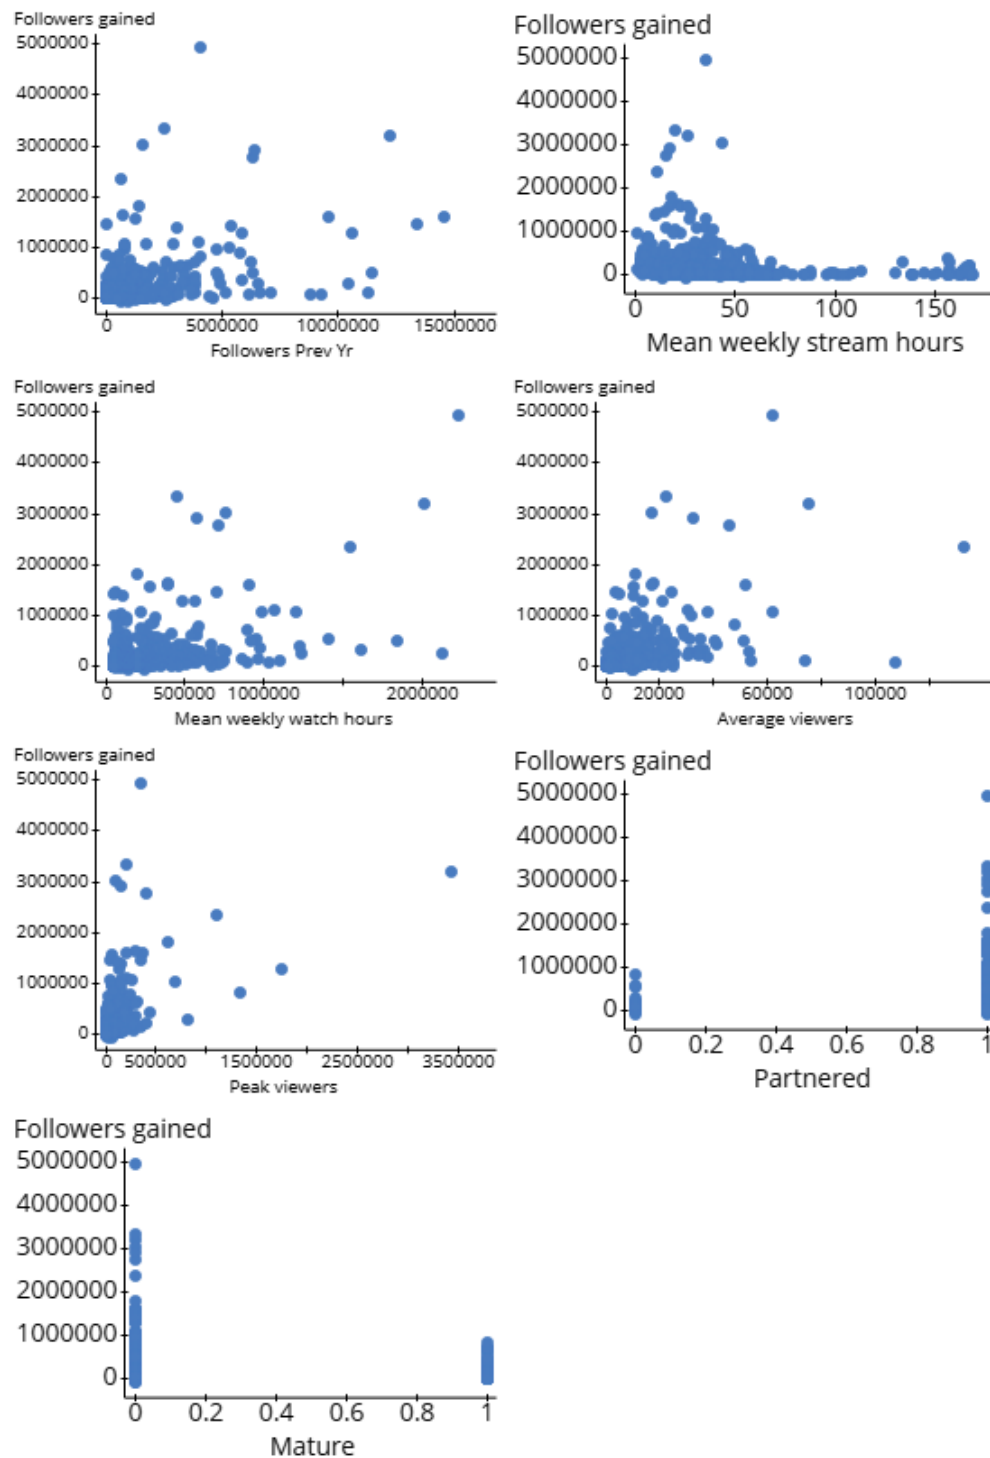 Followers gained
5000000
4000000
3000000
2000000
1000000
0
0 5000000 10000000 15000000
Followers Prev Yr
Followers gained
5000000
4000000
3000000
2000000
1000000
0
0 50 100 150
Mean weekly stream hours
Followers gained
5000000
4000000
3000000
2000000
1000000
0
0 5000000 10000000 20000000
Mean weekly watch hours
Followers gained
5000000
4000000
3000000
2000000
1000000
0
0 20000 60000 100000
Average viewers
Followers gained
5000000
4000000
3000000
2000000
1000000
0
0 500000 1500000 2500000 3500000
Peak viewers
Followers gained
5000000
4000000
3000000
2000000
1000000
0
0 0.2 0.4 0.6 0.8 1
Partnered
Followers gained
5000000
4000000
3000000
2000000
1000000
0
0 0.2 0.4 0.6 0.8 1
Mature